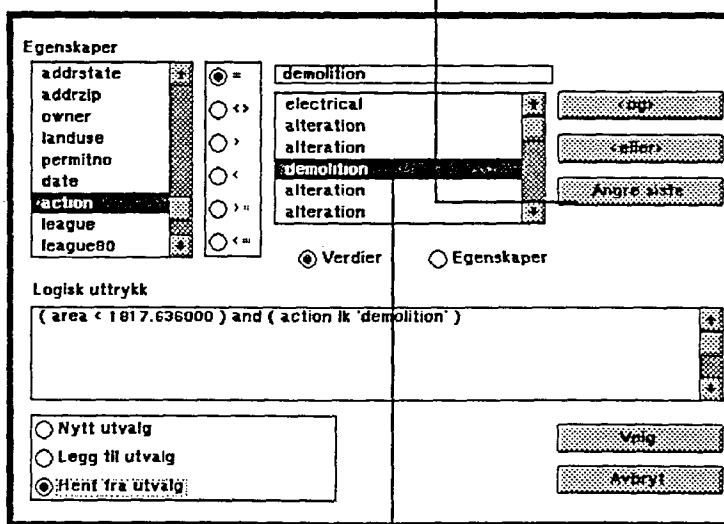 Egenskaper
addrstate
addrzip
owner
landuse
permitno
date
action
league
league80
=
<>
>
<
>=
<=
demolition
electrical
alteration
alteration
demolition
alteration
alteration
<og>
<eller>
Angre siste
Verdier
Egenskaper
Logisk uttrykk
( area < 1817.636000 ) and ( action lk 'demolition' )
Nytt utvalg
Legg til utvalg
Hent fra utvalg
Velg
Avbryt